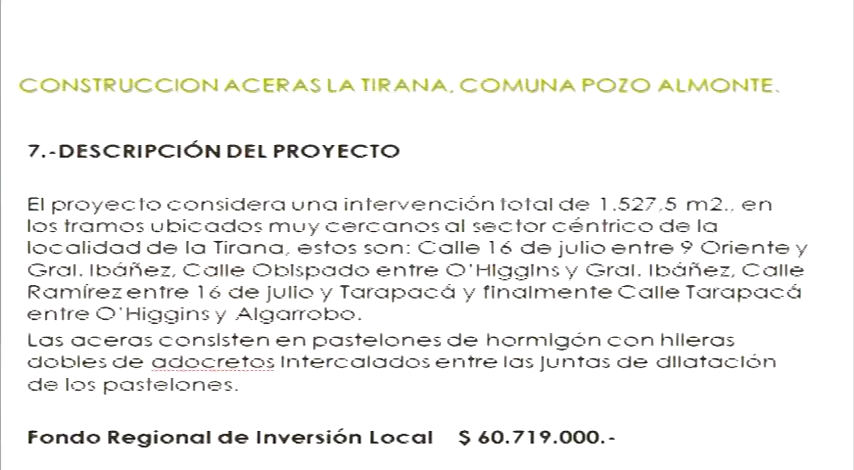 CONSTRUCCION ACERAS LA TIRANA, COMUNA POZO ALMONTE.
7.-DESCRIPCIÓN DEL PROYECTO
El proyecto considera una intervención total de 1.527,5 m2., en
los tramos ubicados muy cercanos al sector céntrico de la
localidad de la Tirana, estos son: Calle 16 de julio entre 9 Oriente y
Gral. Ibáñez, Calle Obispado entre O'Higgins y Gral. Ibáñez, Calle
Ramírez entre 16 de julio y Tarapacá y finalmente Calle Tarapacá
entre O'Higgins y Algarrobo.
Las aceras consisten en pastelones de hormigón con hileras
dobles de adocretos intercalados entre las juntas de dilatación
de los pastelones.
Fondo Regional de Inversión Local $ 60.719.000.-